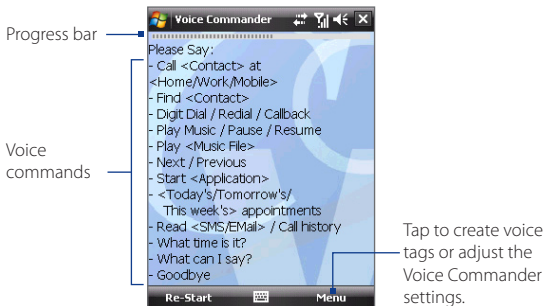 Voice Commander
Progress bar
Please Say:
- Call <Contact> at
<Home/Work/Mobile>
- Find <Contact>
- Digit Dial / Redial / Callback
- Play Music / Pause / Resume
- Play <Music File>
- Next / Previous
- Start <Application>
- <Today's/Tomorrow's/
This week's> appointments
- Read <SMS/EMail> / Call history
- What time is it?
- What can I say?
- Goodbye
Voice
commands
Tap to create voice
tags or adjust the
Voice Commander
settings.
Re-Start
Menu